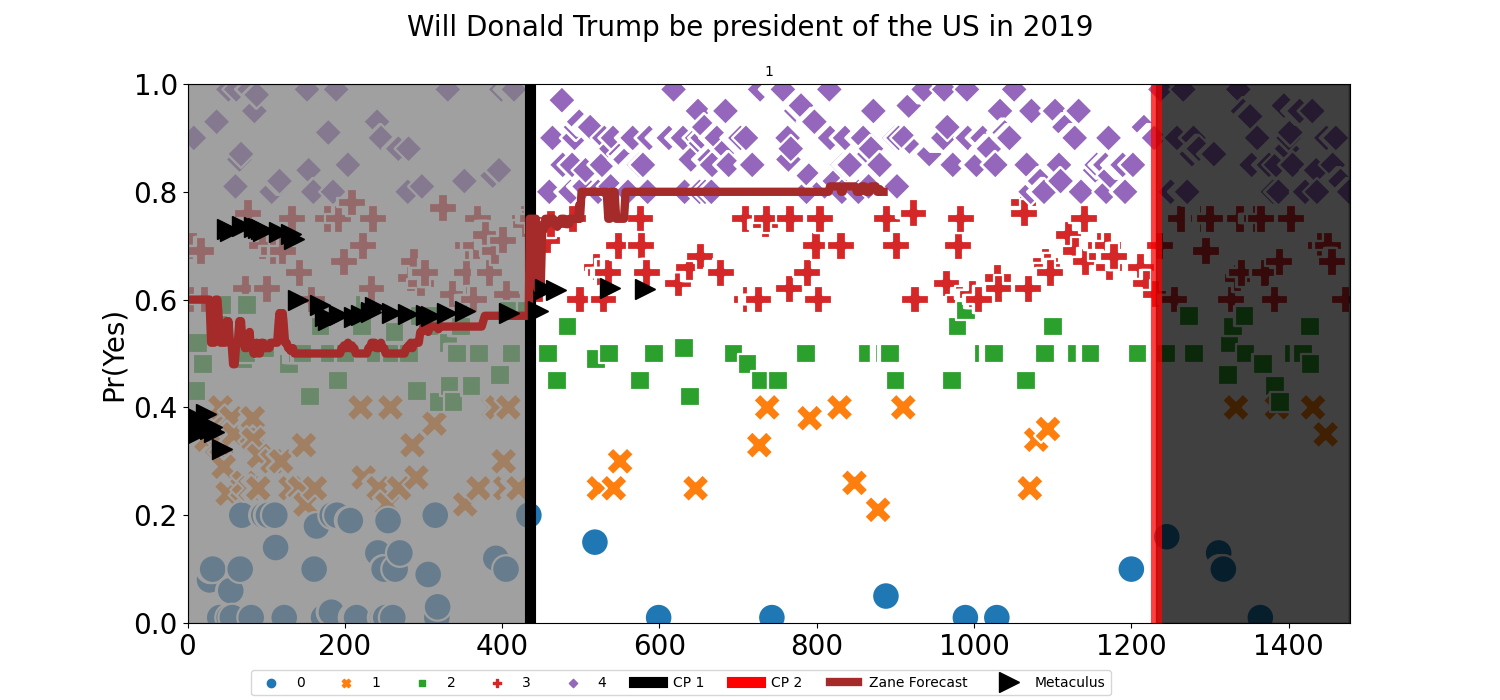 Will Donald Trump be president of the US in 2019
1
1.0
0.8
0.6
0.4
0.2
0.0
Pr(Yes)
0 200 400 600 800 1000 1200 1400
0 1 2 3 4 CP 1 CP 2 Zane Forecast Metaculus